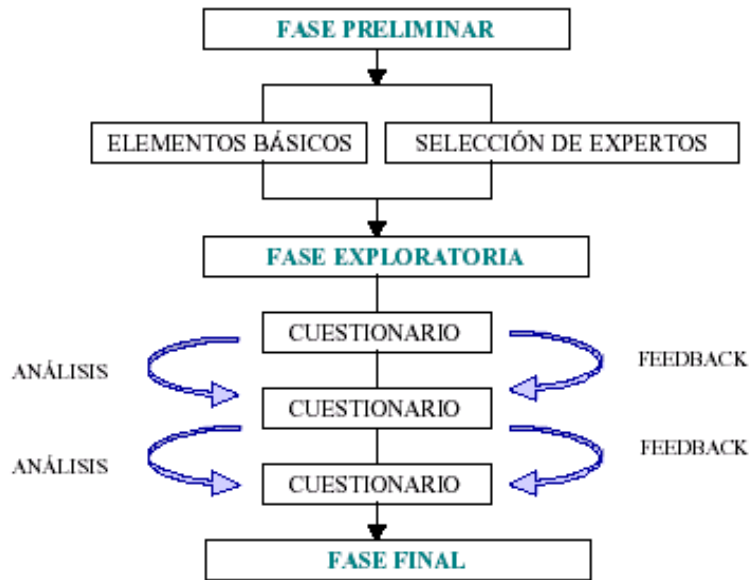 FASE PRELIMINAR
ELEMENTOS BÁSICOS
SELECCIÓN DE EXPERTOS
FASE EXPLORATORIA
CUESTIONARIO
ANÁLISIS
FEEDBACK
CUESTIONARIO
ANÁLISIS
FEEDBACK
CUESTIONARIO
FASE FINAL